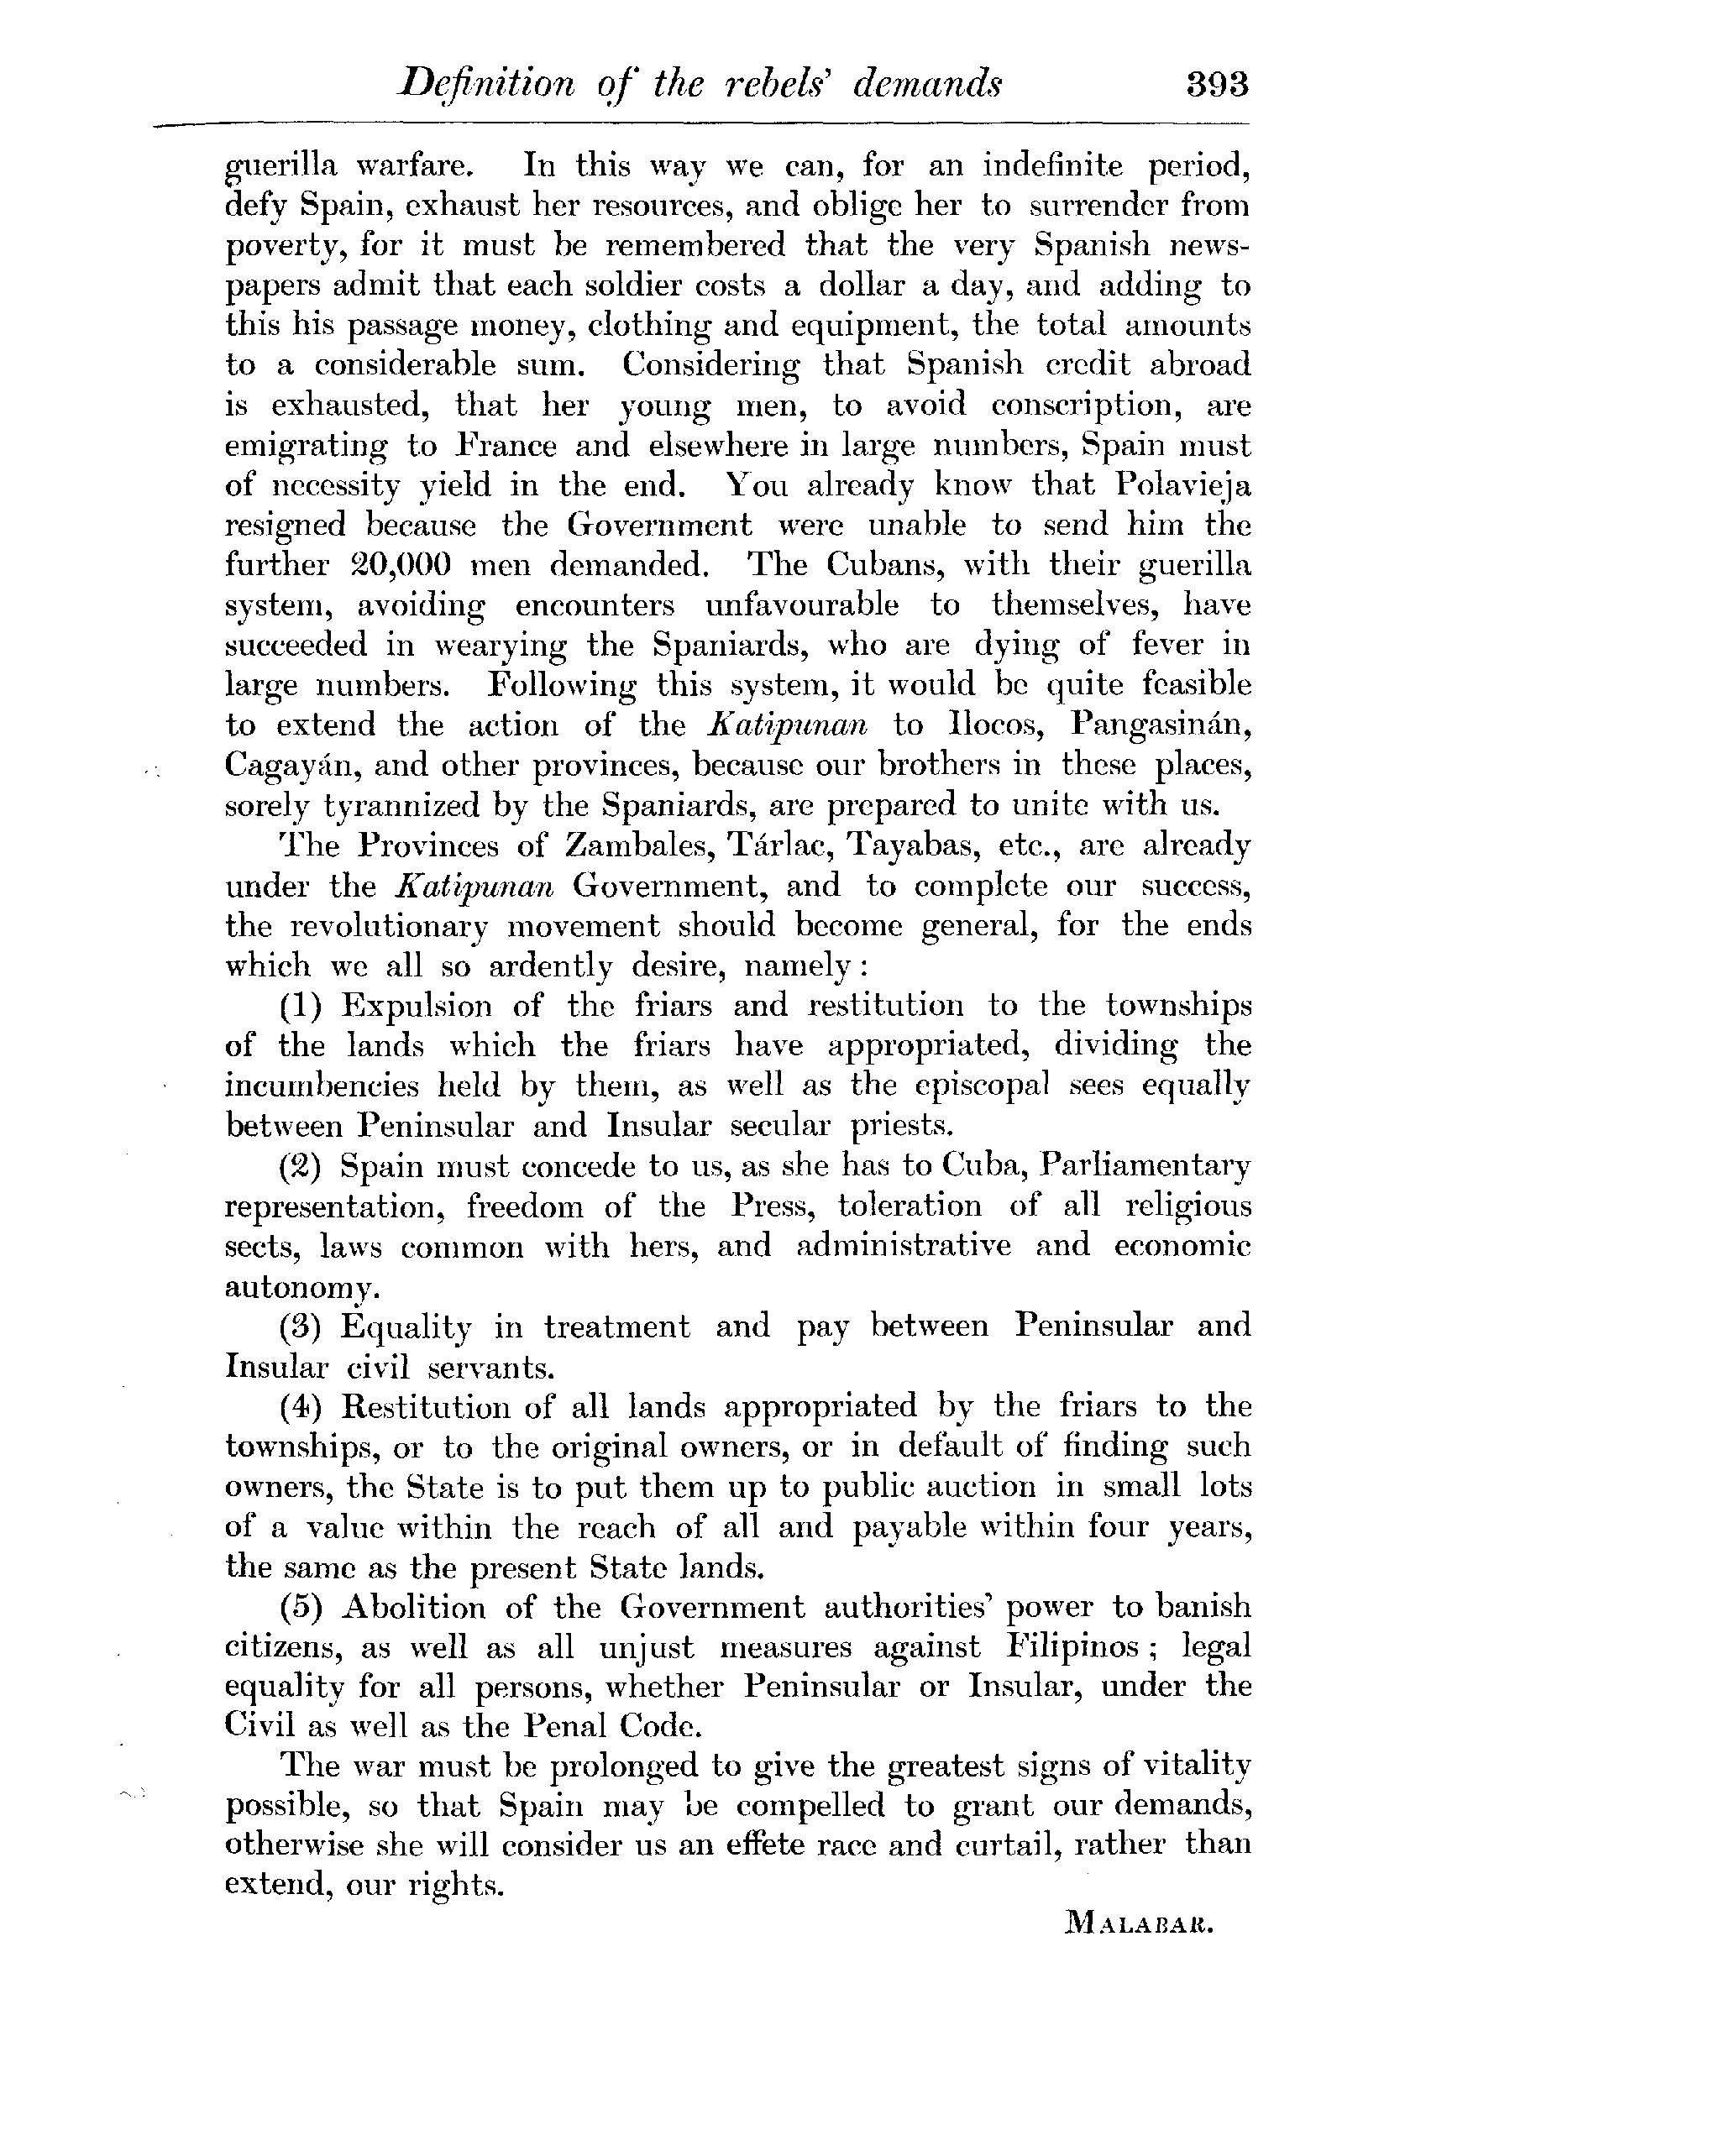 Definition of the rebels' demands 393
guerilla warfare. In this way we can, for an indefinite period,
defy Spain, exhaust her resources, and oblige her to surrender from
poverty, for it must be remembered that the very Spanish news-
papers admit that each soldier costs a dollar a day, and adding to
this his passage money, clothing and equipment, the total amounts
to a considerable sum. Considering that Spanish credit abroad
is exhausted, that her young men, to avoid conscription, are
emigrating to France and elsewhere in large numbers, Spain must
of necessity yield in the end. You already know that Polavieja
resigned because the Government were unable to send him the
further 20,000 men demanded. The Cubans, with their guerilla
system, avoiding encounters unfavourable to themselves, have
succeeded in wearying the Spaniards, who are dying of fever in
large numbers. Following this system, it would be quite feasible
to extend the action of the Katipunan to Ilocos, Pangasinán,
Cagayán, and other provinces, because our brothers in these places,
sorely tyrannized by the Spaniards, are prepared to unite with us.
The Provinces of Zambales, Tárlac, Tayabas, etc., are already
under the Katipunan Government, and to complete our success,
the revolutionary movement should become general, for the ends
which we all so ardently desire, namely :
(1) Expulsion of the friars and restitution to the townships
of the lands which the friars have appropriated, dividing the
incumbencies held by them, as well as the episcopal sees equally
between Peninsular and Insular secular priests.
(2) Spain must concede to us, as she has to Cuba, Parliamentary
representation, freedom of the Press, toleration of all religious
sects, laws common with hers, and administrative and economic
autonomy.
(3) Equality in treatment and pay between Peninsular and
Insular civil servants.
(4) Restitution of all lands appropriated by the friars to the
townships, or to the original owners, or in default of finding such
owners, the State is to put them up to public auction in small lots
of a value within the reach of all and payable within four years,
the same as the present State lands.
(5) Abolition of the Government authorities' power to banish
citizens, as well as all unjust measures against Filipinos ; legal
equality for all persons, whether Peninsular or Insular, under the
Civil as well as the Penal Code.
The war must be prolonged to give the greatest signs of vitality
possible, so that Spain may be compelled to grant our demands,
otherwise she will consider us an effete race and curtail, rather than
extend, our rights.
MALABAR.